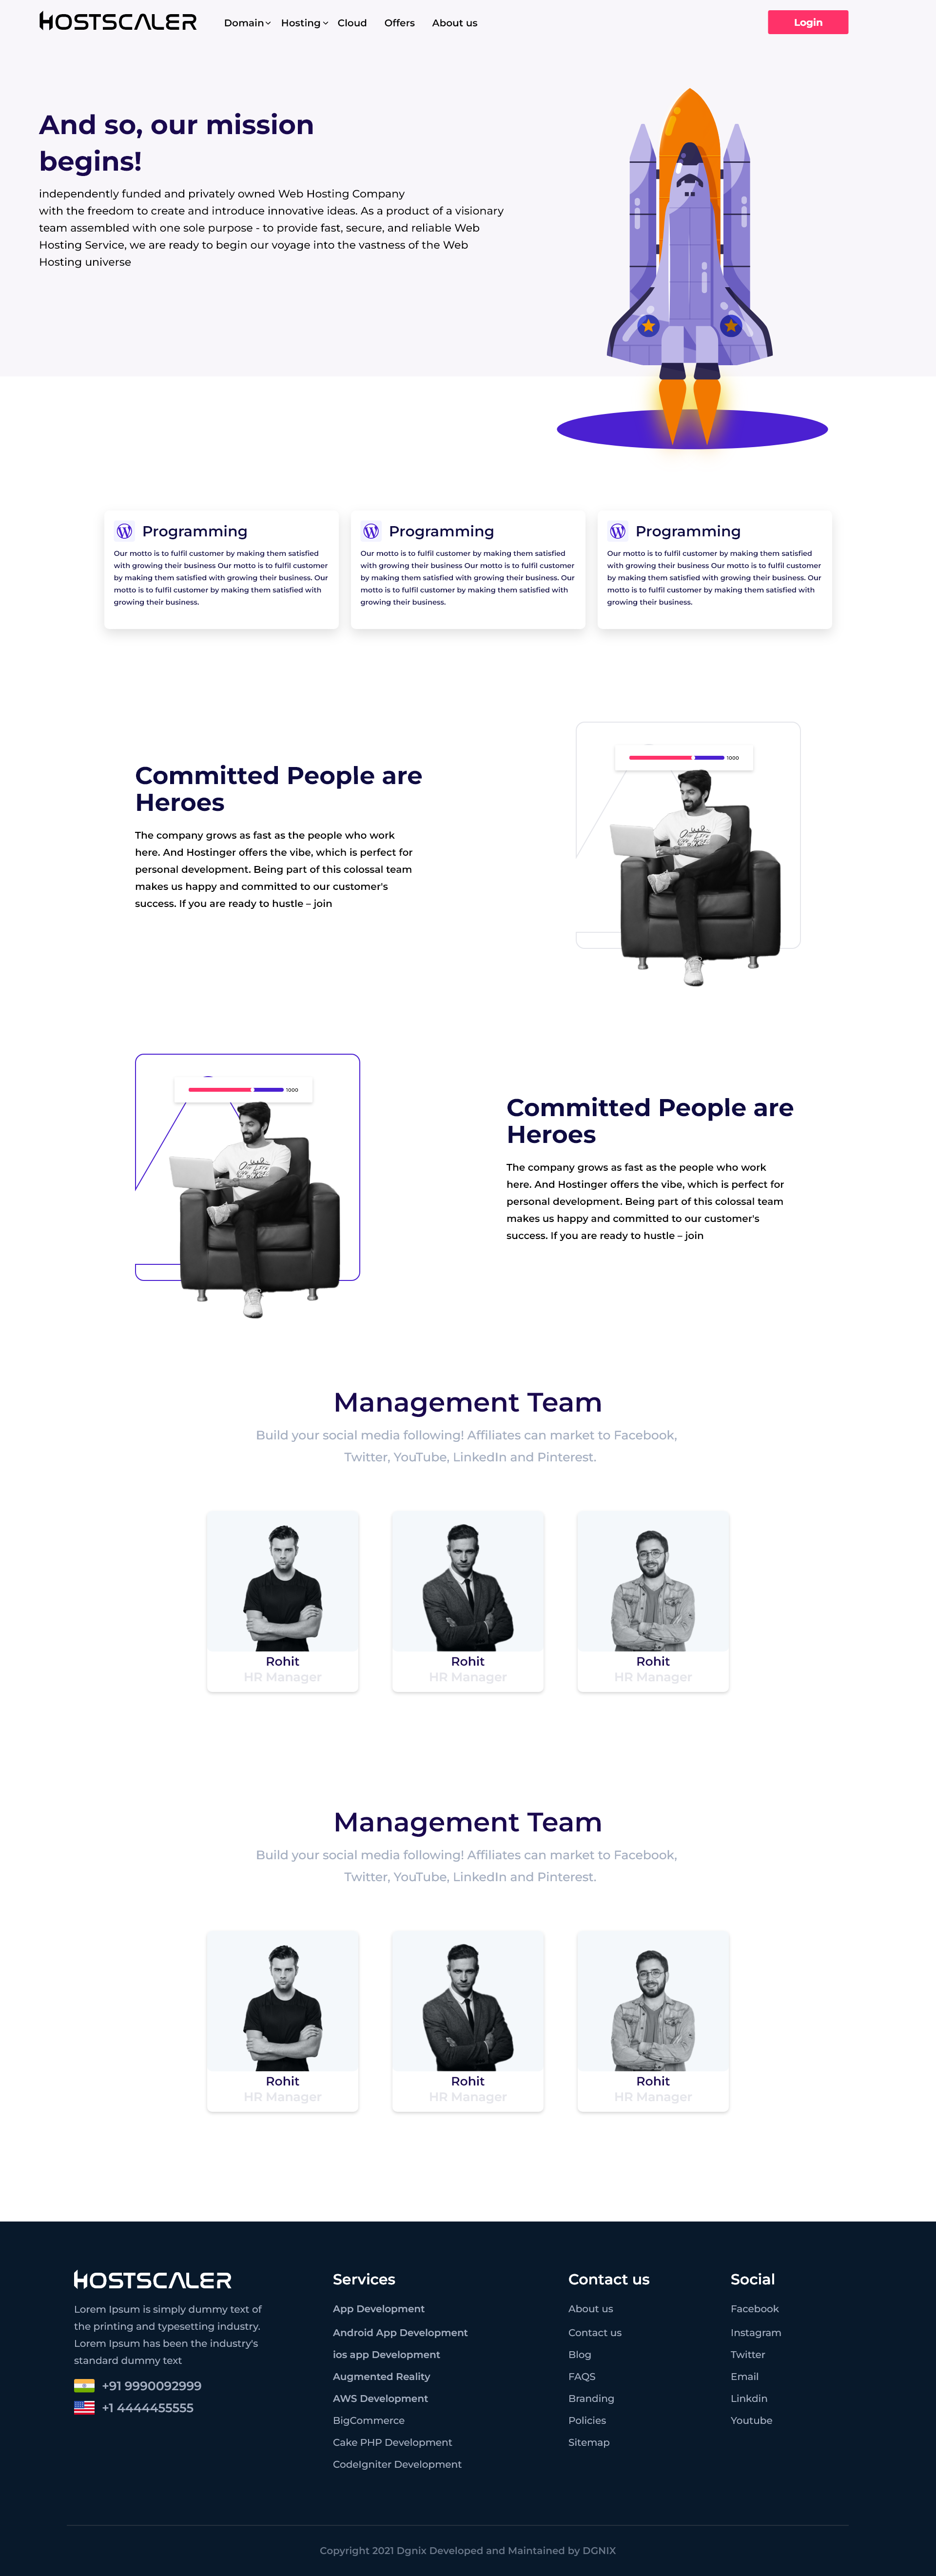 HOSTSCALER Domain Hosting Cloud Offers About us Login
And so, our mission
begins!
independently funded and privately owned Web Hosting Company
with the freedom to create and introduce innovative ideas. As a product of a visionary
team assembled with one sole purpose - to provide fast, secure, and reliable Web
Hosting Service, we are ready to begin our voyage into the vastness of the Web
Hosting universe
Programming
Our motto is to fulfil customer by making them satisfied
with growing their business Our motto is to fulfil customer
by making them satisfied with growing their business. Our
motto is to fulfil customer by making them satisfied with
growing their business.
Programming
Our motto is to fulfil customer by making them satisfied
with growing their business Our motto is to fulfil customer
by making them satisfied with growing their business. Our
motto is to fulfil customer by making them satisfied with
growing their business.
Programming
Our motto is to fulfil customer by making them satisfied
with growing their business Our motto is to fulfil customer
by making them satisfied with growing their business. Our
motto is to fulfil customer by making them satisfied with
growing their business.
Committed People are
Heroes
The company grows as fast as the people who work
here. And Hostinger offers the vibe, which is perfect for
personal development. Being part of this colossal team
makes us happy and committed to our customer's
success. If you are ready to hustle – join
1000
1000
Committed People are
Heroes
The company grows as fast as the people who work
here. And Hostinger offers the vibe, which is perfect for
personal development. Being part of this colossal team
makes us happy and committed to our customer's
success. If you are ready to hustle – join
Management Team
Build your social media following! Affiliates can market to Facebook,
Twitter, YouTube, LinkedIn and Pinterest.
Rohit
HR Manager
Rohit
HR Manager
Rohit
HR Manager
Management Team
Build your social media following! Affiliates can market to Facebook,
Twitter, YouTube, LinkedIn and Pinterest.
Rohit
HR Manager
Rohit
HR Manager
Rohit
HR Manager
HOSTSCALER
Lorem Ipsum is simply dummy text of
the printing and typesetting industry.
Lorem Ipsum has been the industry's
standard dummy text
+91 9990092999
+1 4444455555
Services
App Development
Android App Development
ios app Development
Augmented Reality
AWS Development
BigCommerce
Cake PHP Development
CodeIgniter Development
Contact us
About us
Contact us
Blog
FAQS
Branding
Policies
Sitemap
Social
Facebook
Instagram
Twitter
Email
Linkdin
Youtube
Copyright 2021 Dgnix Developed and Maintained by DGNIX